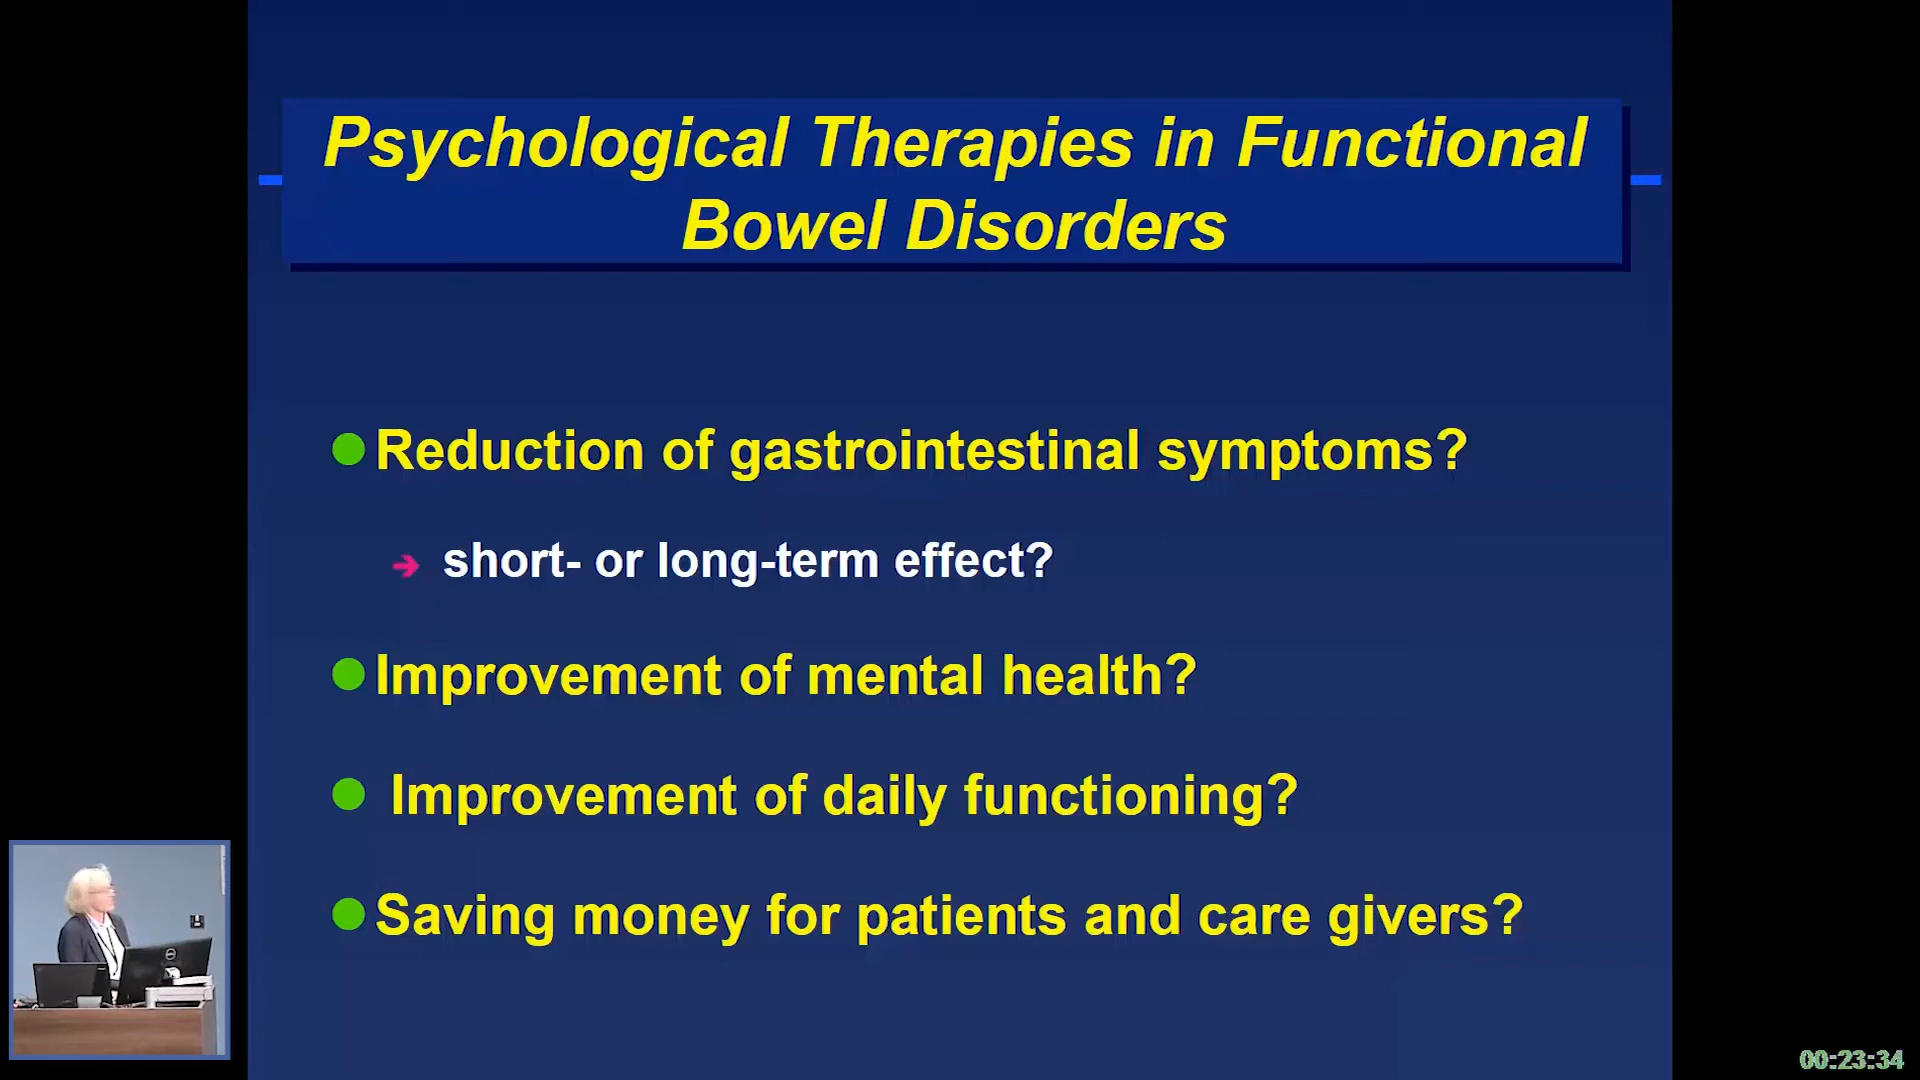 Psychological Therapies in Functional
Bowel Disorders
Reduction of gastrointestinal symptoms?
short- or long-term effect?
Improvement of mental health?
Improvement of daily functioning?
Saving money for patients and care givers?
00:23:34